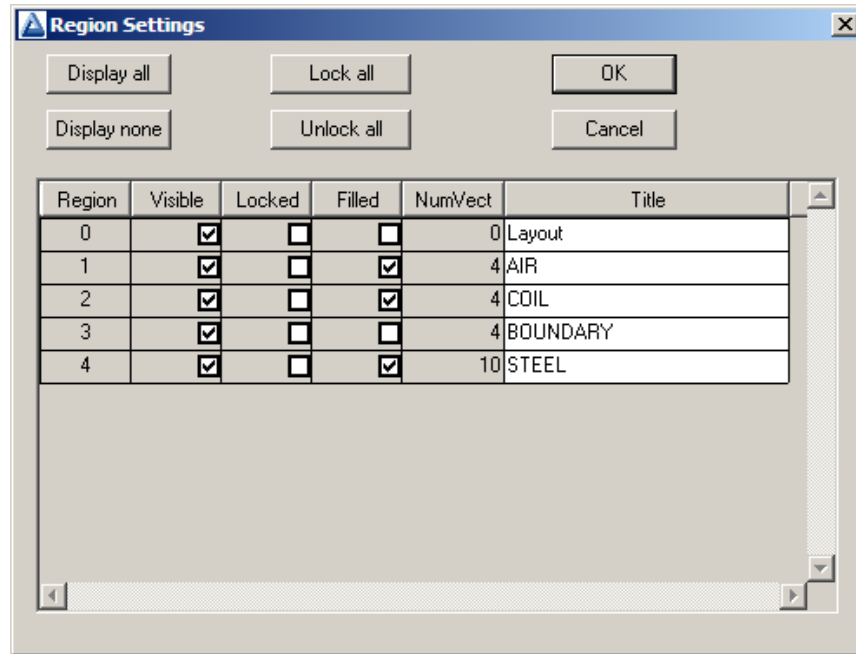 Region Settings
Display all Lock all OK
Display none Unlock all Cancel
Region Visible Locked Filled NumVect Title
0 0 Layout
1 4 AIR
2 4 COIL
3 4 BOUNDARY
4 10 STEEL